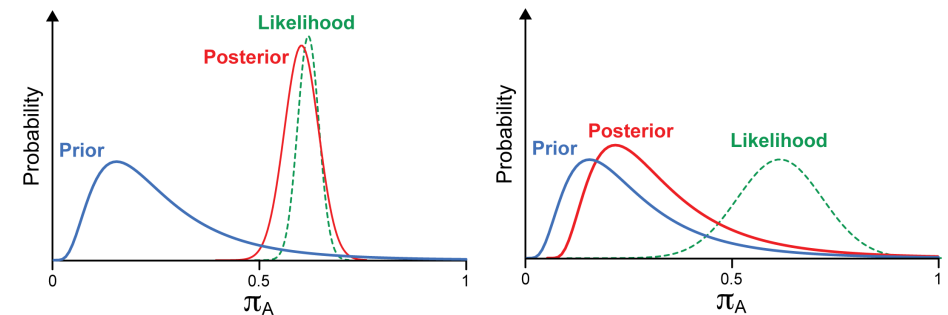 Likelihood
Posterior
Prior
Probability
0
0.5
1
πA
Posterior
Prior
Likelihood
Probability
0
0.5
1
πA